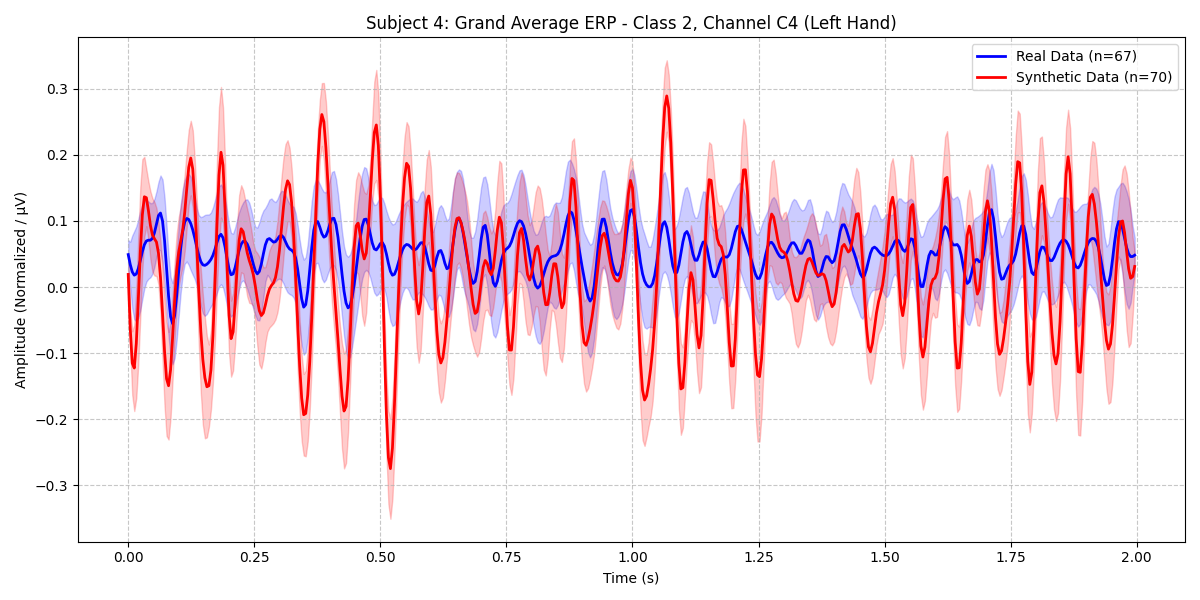 Subject 4: Grand Average ERP - Class 2, Channel C4 (Left Hand)
Real Data (n=67)
Synthetic Data (n=70)
Amplitude (Normalized / µV)
0.3
0.2
0.1
0.0
−0.1
−0.2
−0.3
0.00 0.25 0.50 0.75 1.00 1.25 1.50 1.75 2.00
Time (s)